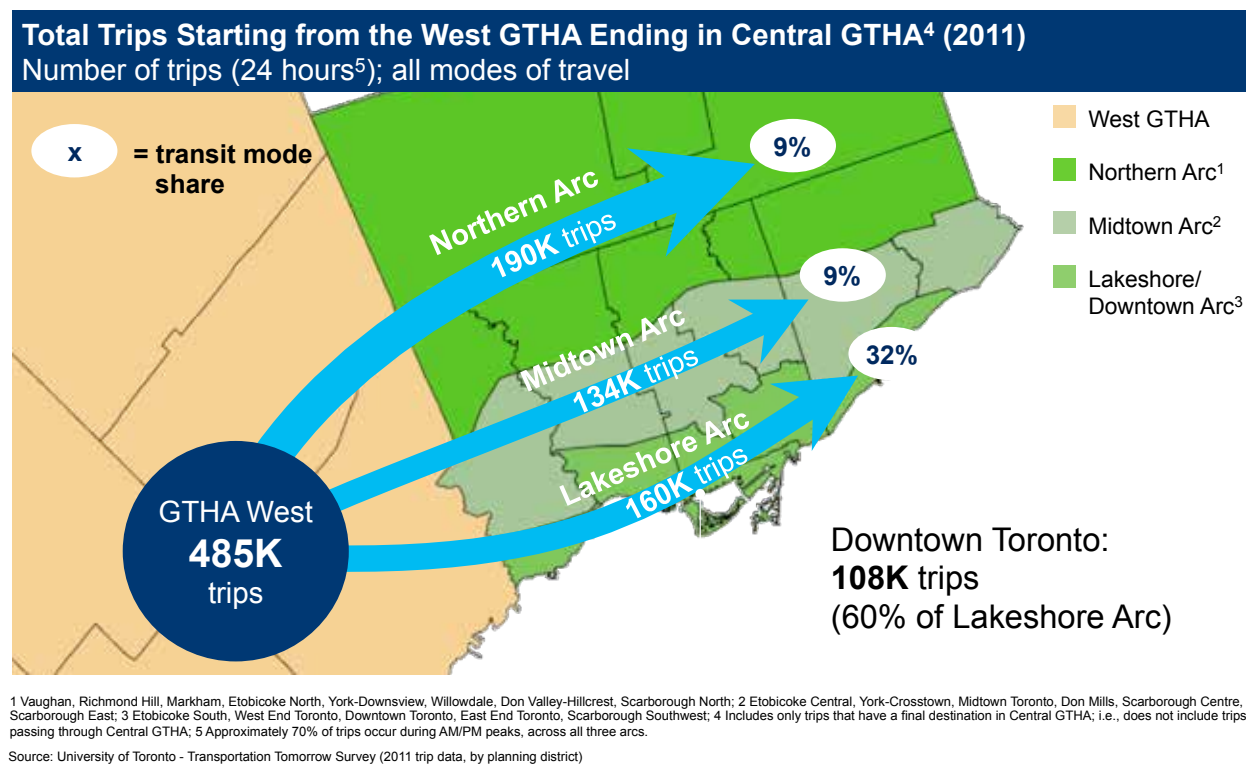 Total Trips Starting from the West GTHA Ending in Central GTHA⁴ (2011)
Number of trips (24 hours⁵); all modes of travel
x = transit mode
share
West GTHA
Northern Arc¹
Midtown Arc²
Lakeshore/
Downtown Arc³
9%
Northern Arc
190K trips
9%
Midtown Arc
134K trips
32%
Lakeshore Arc
160K trips
GTHA West
485K
trips
Downtown Toronto:
108K trips
(60% of Lakeshore Arc)
1 Vaughan, Richmond Hill, Markham, Etobicoke North, York-Downsview, Willowdale, Don Valley-Hillcrest, Scarborough North; 2 Etobicoke Central, York-Crosstown, Midtown Toronto, Don Mills, Scarborough Centre,
Scarborough East; 3 Etobicoke South, West End Toronto, Downtown Toronto, East End Toronto, Scarborough Southwest; 4 Includes only trips that have a final destination in Central GTHA; i.e., does not include trips
passing through Central GTHA; 5 Approximately 70% of trips occur during AM/PM peaks, across all three arcs.
Source: University of Toronto - Transportation Tomorrow Survey (2011 trip data, by planning district)